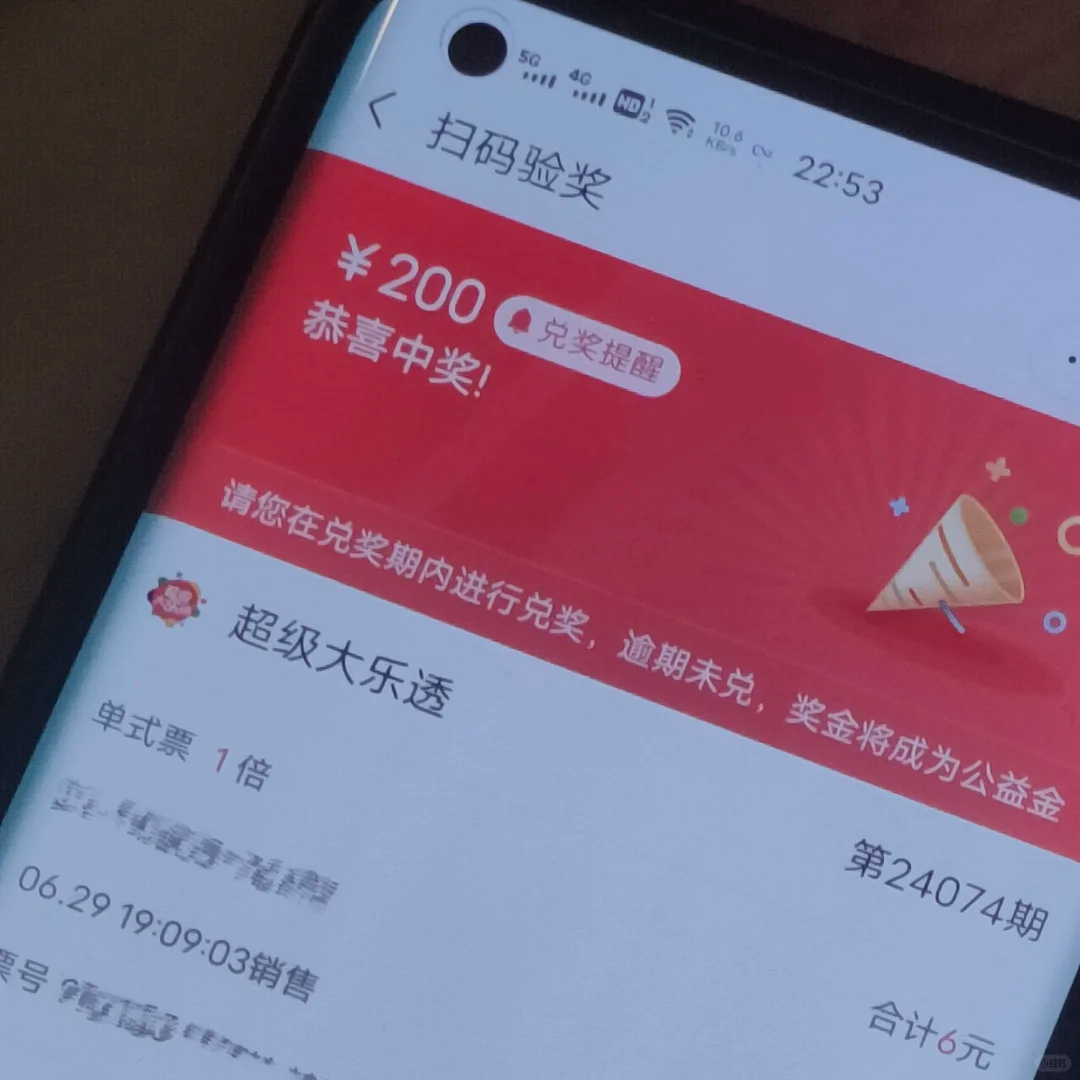 5G 4G HD 1 2 10.6 KB/s 22:53
扫码验奖
¥200 兑奖提醒
恭喜中奖!
请您在兑奖期内进行兑奖，逾期未兑，奖金将成为公益金
超级大乐透
单式票 1倍
第24074期
06.29 19:09:03销售
合计6元
票号